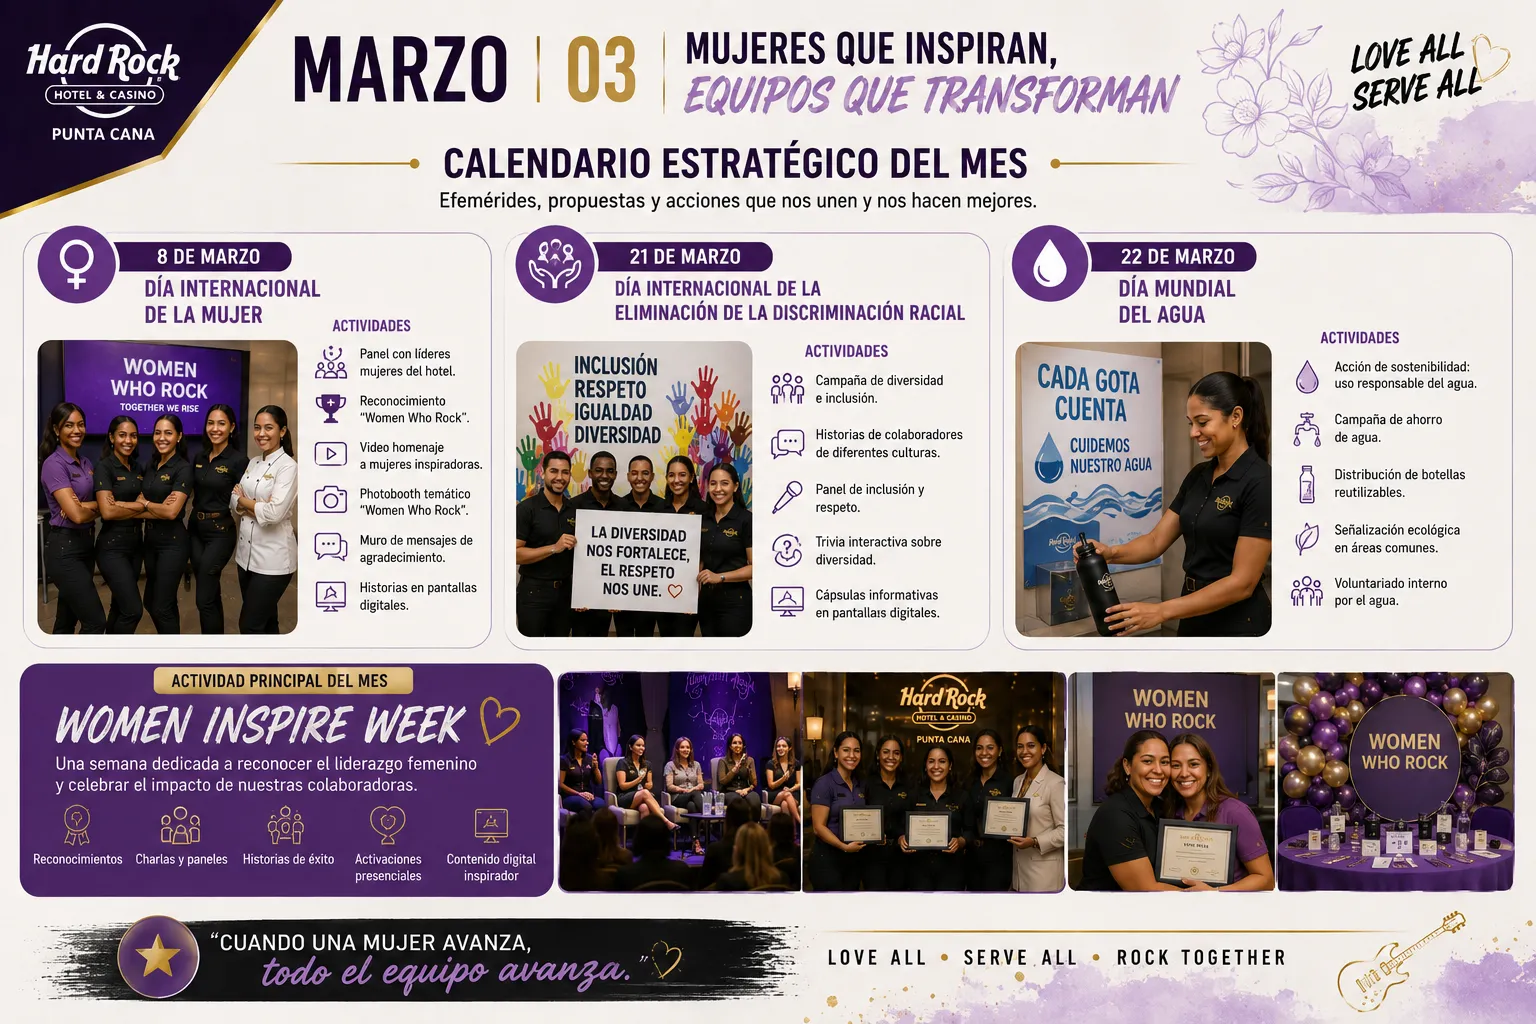 Hard Rock
HOTEL & CASINO
PUNTA CANA
MARZO | 03
MUJERES QUE INSPIRAN,
EQUIPOS QUE TRANSFORMAN
LOVE ALL
SERVE ALL
CALENDARIO ESTRATÉGICO DEL MES
Efemérides, propuestas y acciones que nos unen y nos hacen mejores.
8 DE MARZO
DÍA INTERNACIONAL
DE LA MUJER
WOMEN
WHO ROCK
TOGETHER WE RISE
ACTIVIDADES
Panel con líderes
mujeres del hotel.
Reconocimiento
“Women Who Rock”.
Video homenaje
a mujeres inspiradoras.
Photobooth temático
“Women Who Rock”.
Muro de mensajes de
agradecimiento.
Historias en pantallas
digitales.
21 DE MARZO
DÍA INTERNACIONAL DE LA
ELIMINACIÓN DE LA DISCRIMINACIÓN RACIAL
INCLUSIÓN
RESPETO
IGUALDAD
DIVERSIDAD
LA DIVERSIDAD
NOS FORTALECE,
EL RESPETO
NOS UNE.
ACTIVIDADES
Campaña de diversidad
e inclusión.
Historias de colaboradores
de diferentes culturas.
Panel de inclusión y
respeto.
Trivia interactiva sobre
diversidad.
Cápsulas informativas
en pantallas digitales.
22 DE MARZO
DÍA MUNDIAL
DEL AGUA
CADA GOTA
CUENTA
CUIDEMOS
NUESTRO AGUA
Hard Rock
ACTIVIDADES
Acción de sostenibilidad:
uso responsable del agua.
Campaña de ahorro
de agua.
Distribución de botellas
reutilizables.
Señalización ecológica
en áreas comunes.
Voluntariado interno
por el agua.
ACTIVIDAD PRINCIPAL DEL MES
WOMEN INSPIRE WEEK
Una semana dedicada a reconocer el liderazgo femenino
y celebrar el impacto de nuestras colaboradoras.
Reconocimientos
Charlas y paneles
Historias de éxito
Activaciones
presenciales
Contenido digital
inspirador
Hard Rock
HOTEL & CASINO
PUNTA CANA
WOMEN
WHO ROCK
WOMEN
WHO ROCK
“CUANDO UNA MUJER AVANZA,
todo el equipo avanza.”
LOVE ALL • SERVE ALL • ROCK TOGETHER